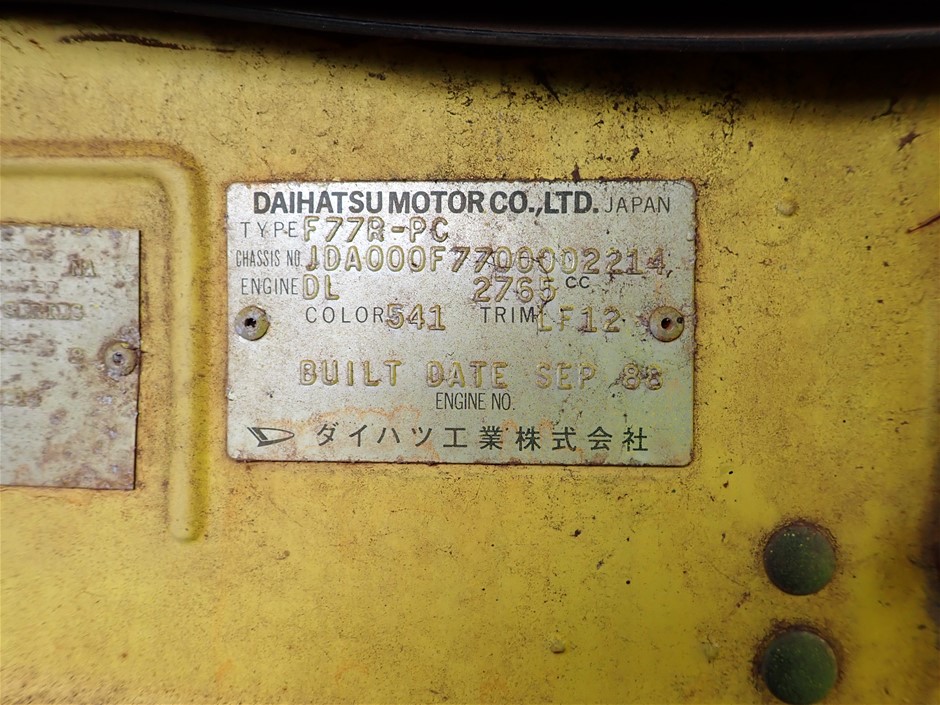 DAIHATSU MOTOR CO.,LTD. JAPAN
TYPE F77R-PC
CHASSIS NO. JDA000F7700002214
ENGINE DL 2765 CC
COLOR 541 TRIM LF12
BUILT DATE SEP 88
ENGINE NO.
ダイハツ工業株式会社
NA